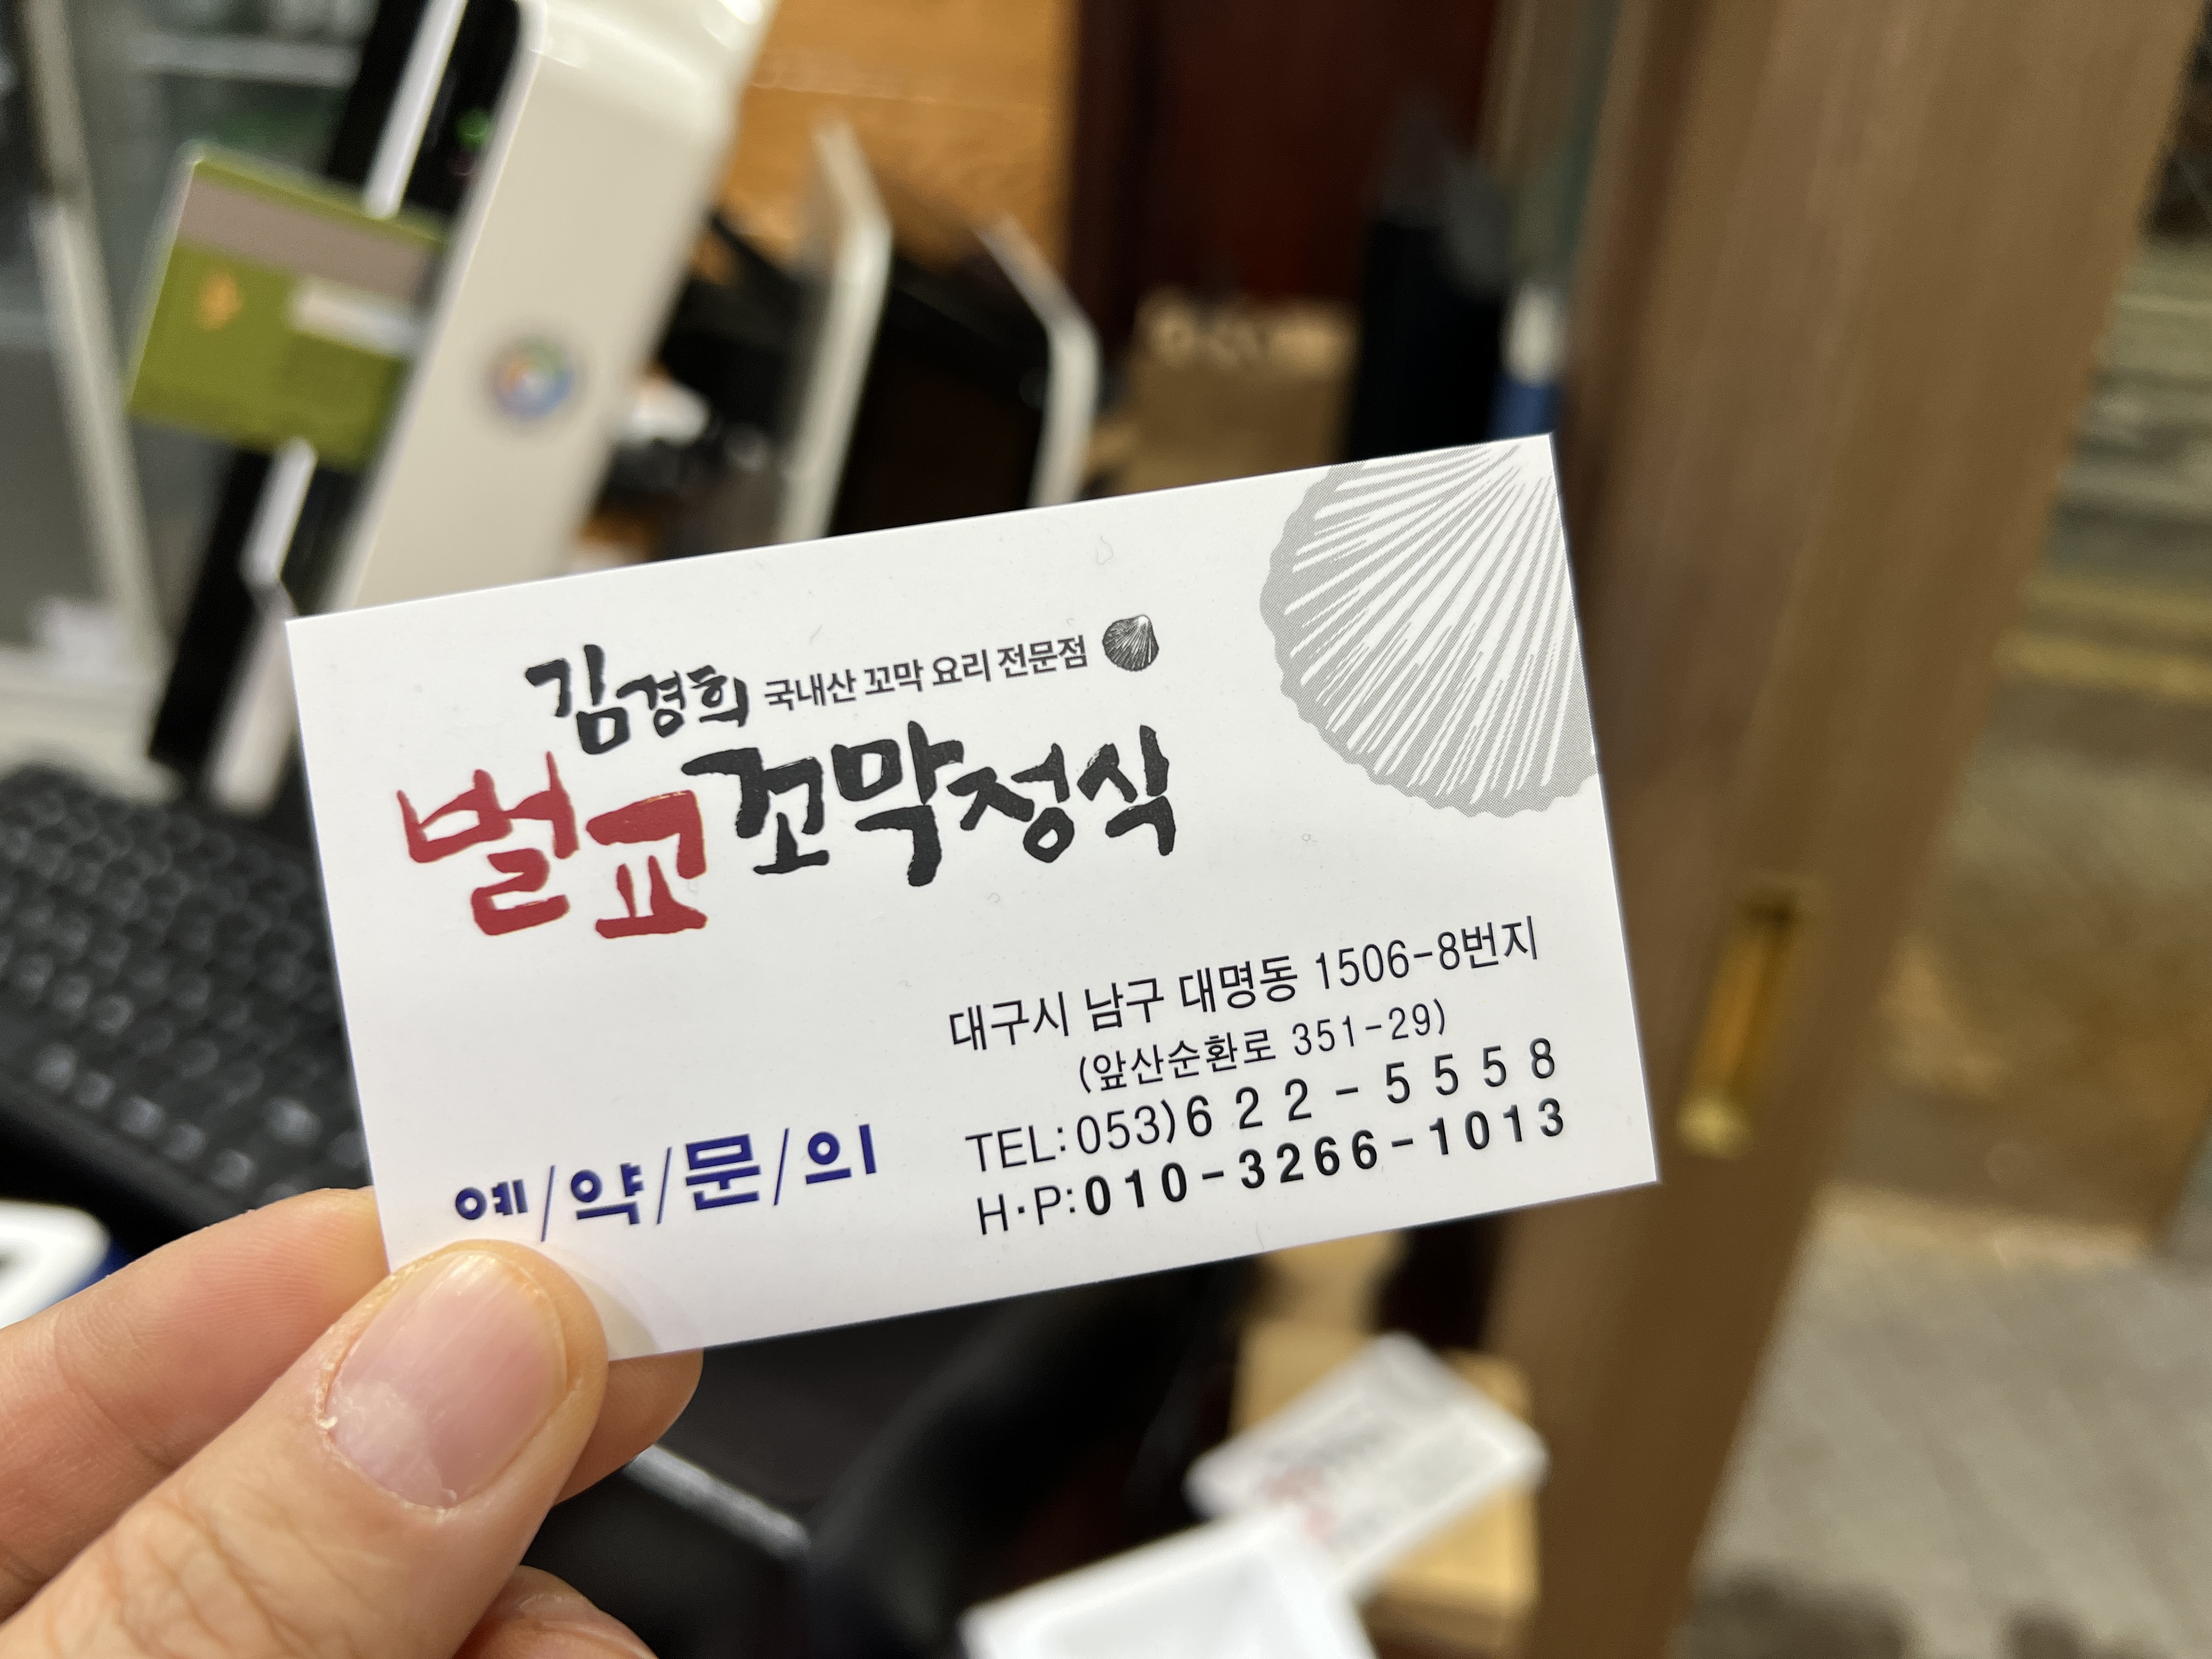 김경희 국내산 꼬막 요리 전문점
벌교꼬막정식
대구시 남구 대명동 1506-8번지
(앞산순환로 351-29)
TEL:053)622-5558
예/약/문/의
H·P:010-3266-1013